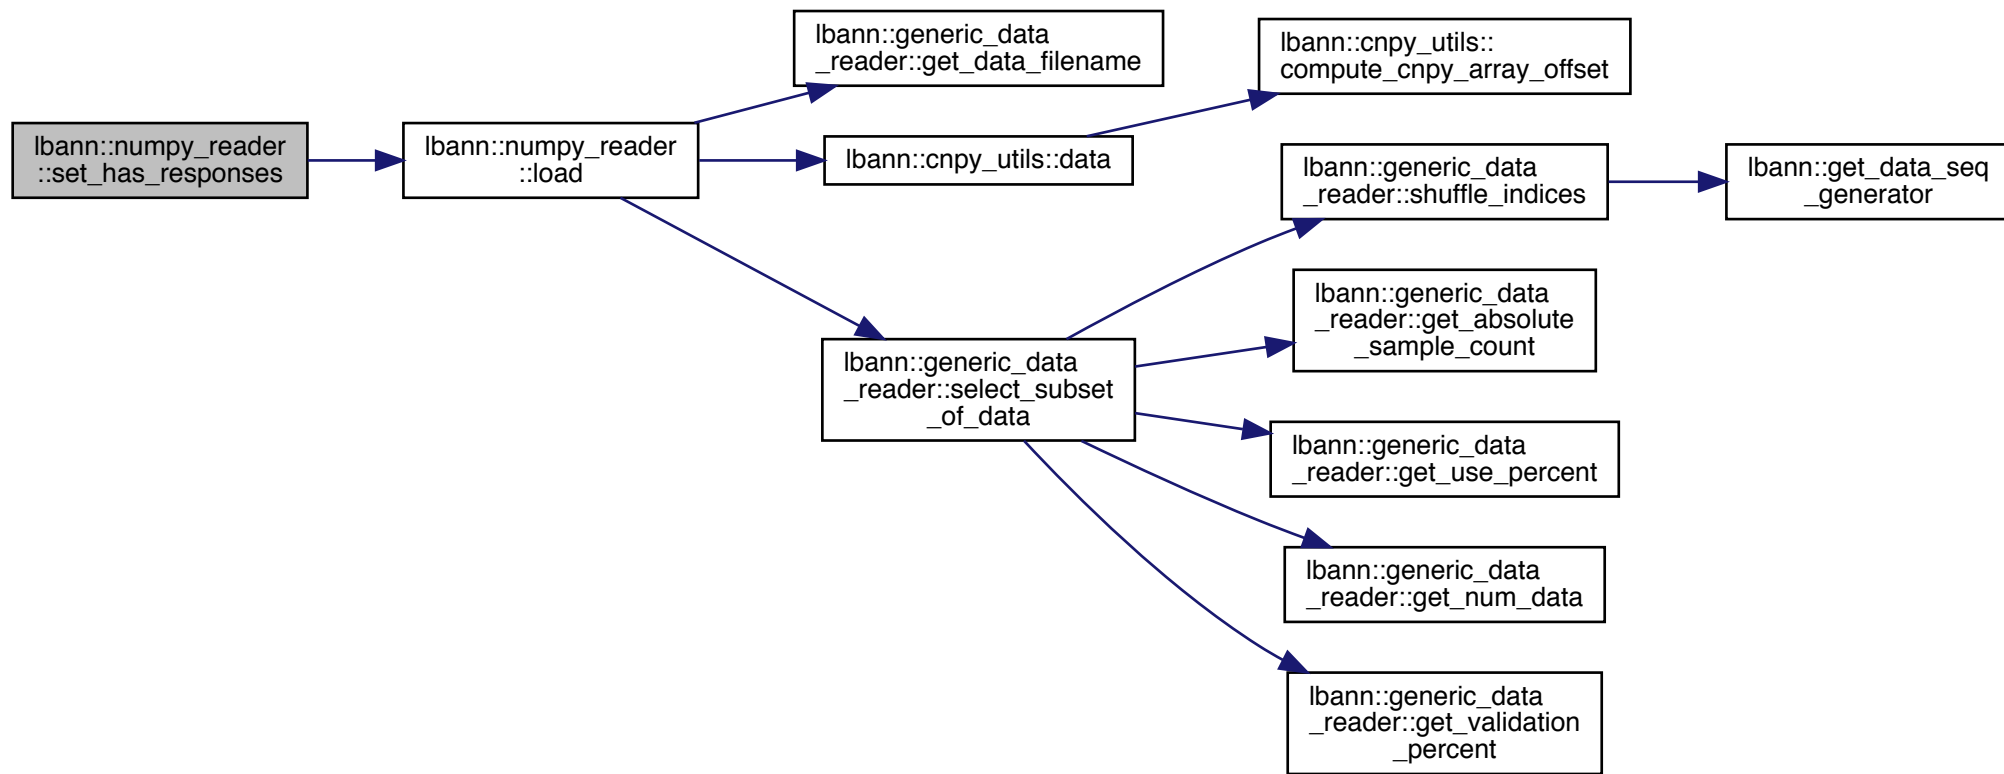 lbann::numpy_reader
::set_has_responses
lbann::numpy_reader
::load
lbann::generic_data
_reader::get_data_filename
lbann::cnpy_utils::data
lbann::generic_data
_reader::select_subset
_of_data
lbann::cnpy_utils::
compute_cnpy_array_offset
lbann::generic_data
_reader::shuffle_indices
lbann::generic_data
_reader::get_absolute
_sample_count
lbann::generic_data
_reader::get_use_percent
lbann::generic_data
_reader::get_num_data
lbann::generic_data
_reader::get_validation
_percent
lbann::get_data_seq
_generator